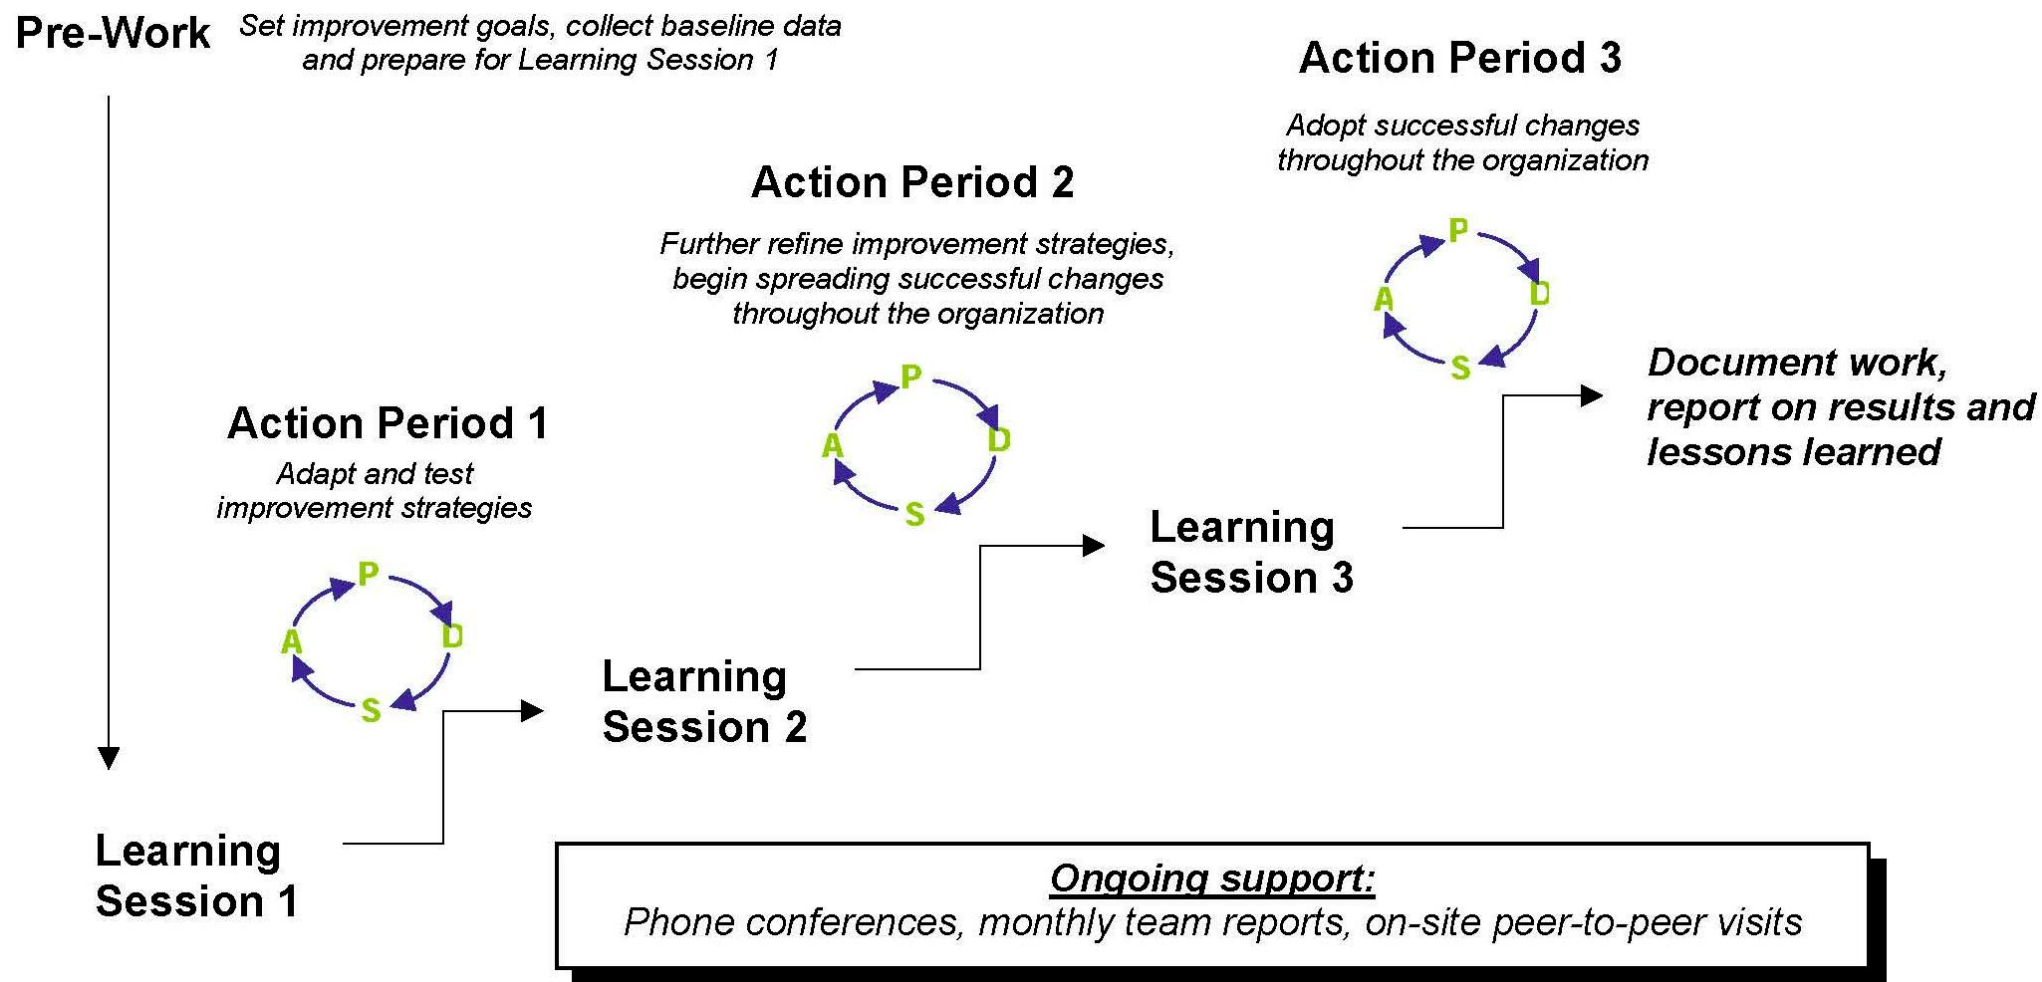 Pre-Work
Set improvement goals, collect baseline data
and prepare for Learning Session 1
Action Period 3
Adopt successful changes
throughout the organization
P
D
S
A
Action Period 2
Further refine improvement strategies,
begin spreading successful changes
throughout the organization
P
D
S
A
Action Period 1
Adapt and test
improvement strategies
P
D
S
A
Document work,
report on results and
lessons learned
Learning
Session 3
Learning
Session 2
Learning
Session 1
Ongoing support:
Phone conferences, monthly team reports, on-site peer-to-peer visits